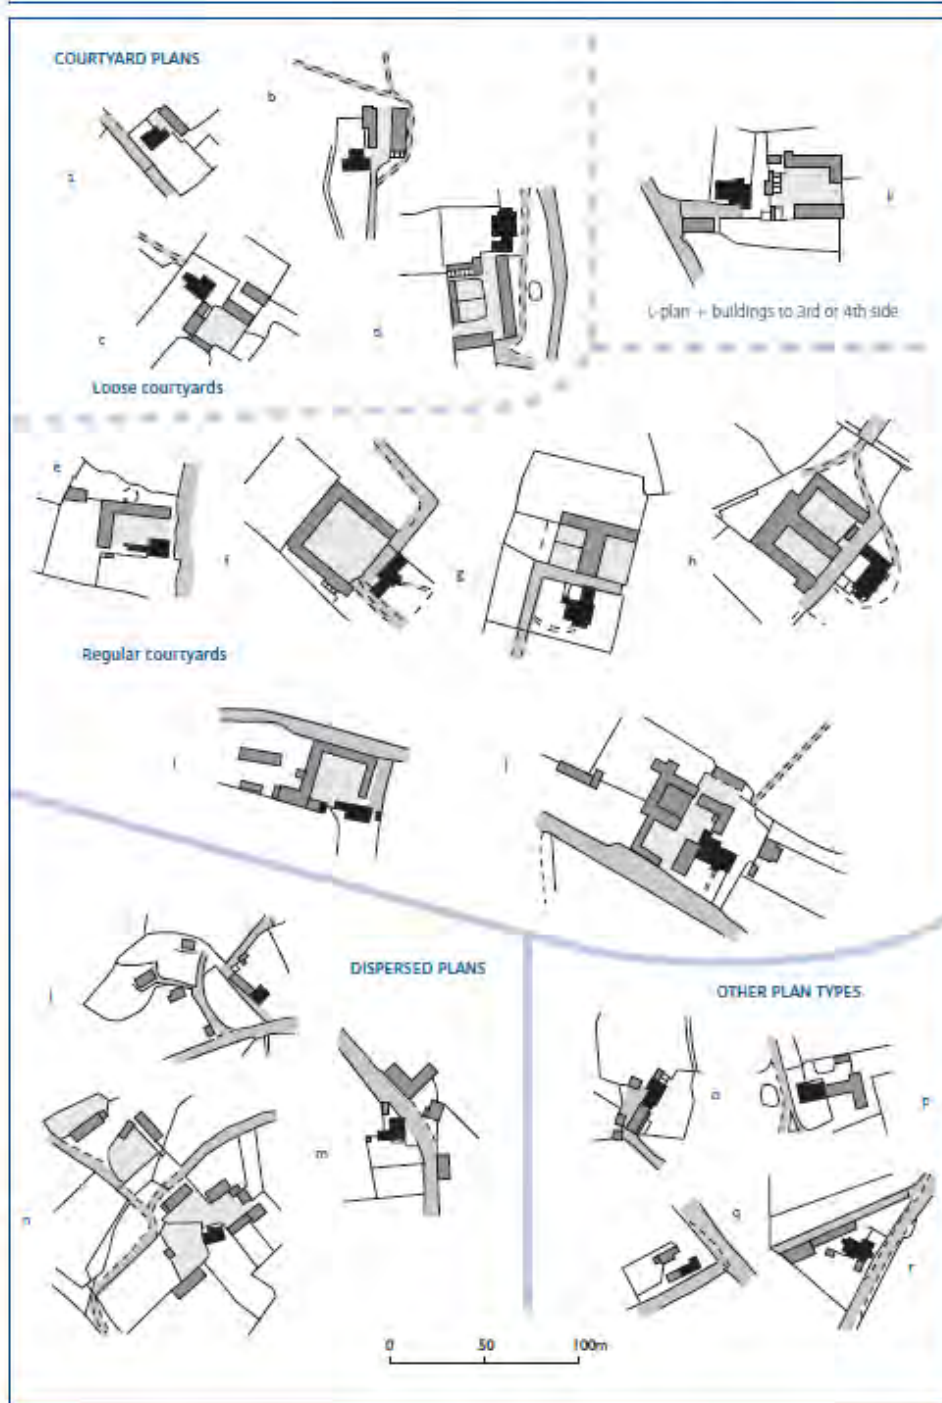 COURTYARD PLANS
b
a
k
L-plan + buildings to 3rd or 4th side
d
c
Loose courtyards
e
f
g
h
Regular courtyards
i
j
DISPERSED PLANS
OTHER PLAN TYPES
l
o
p
m
n
q
r
0 50 100m